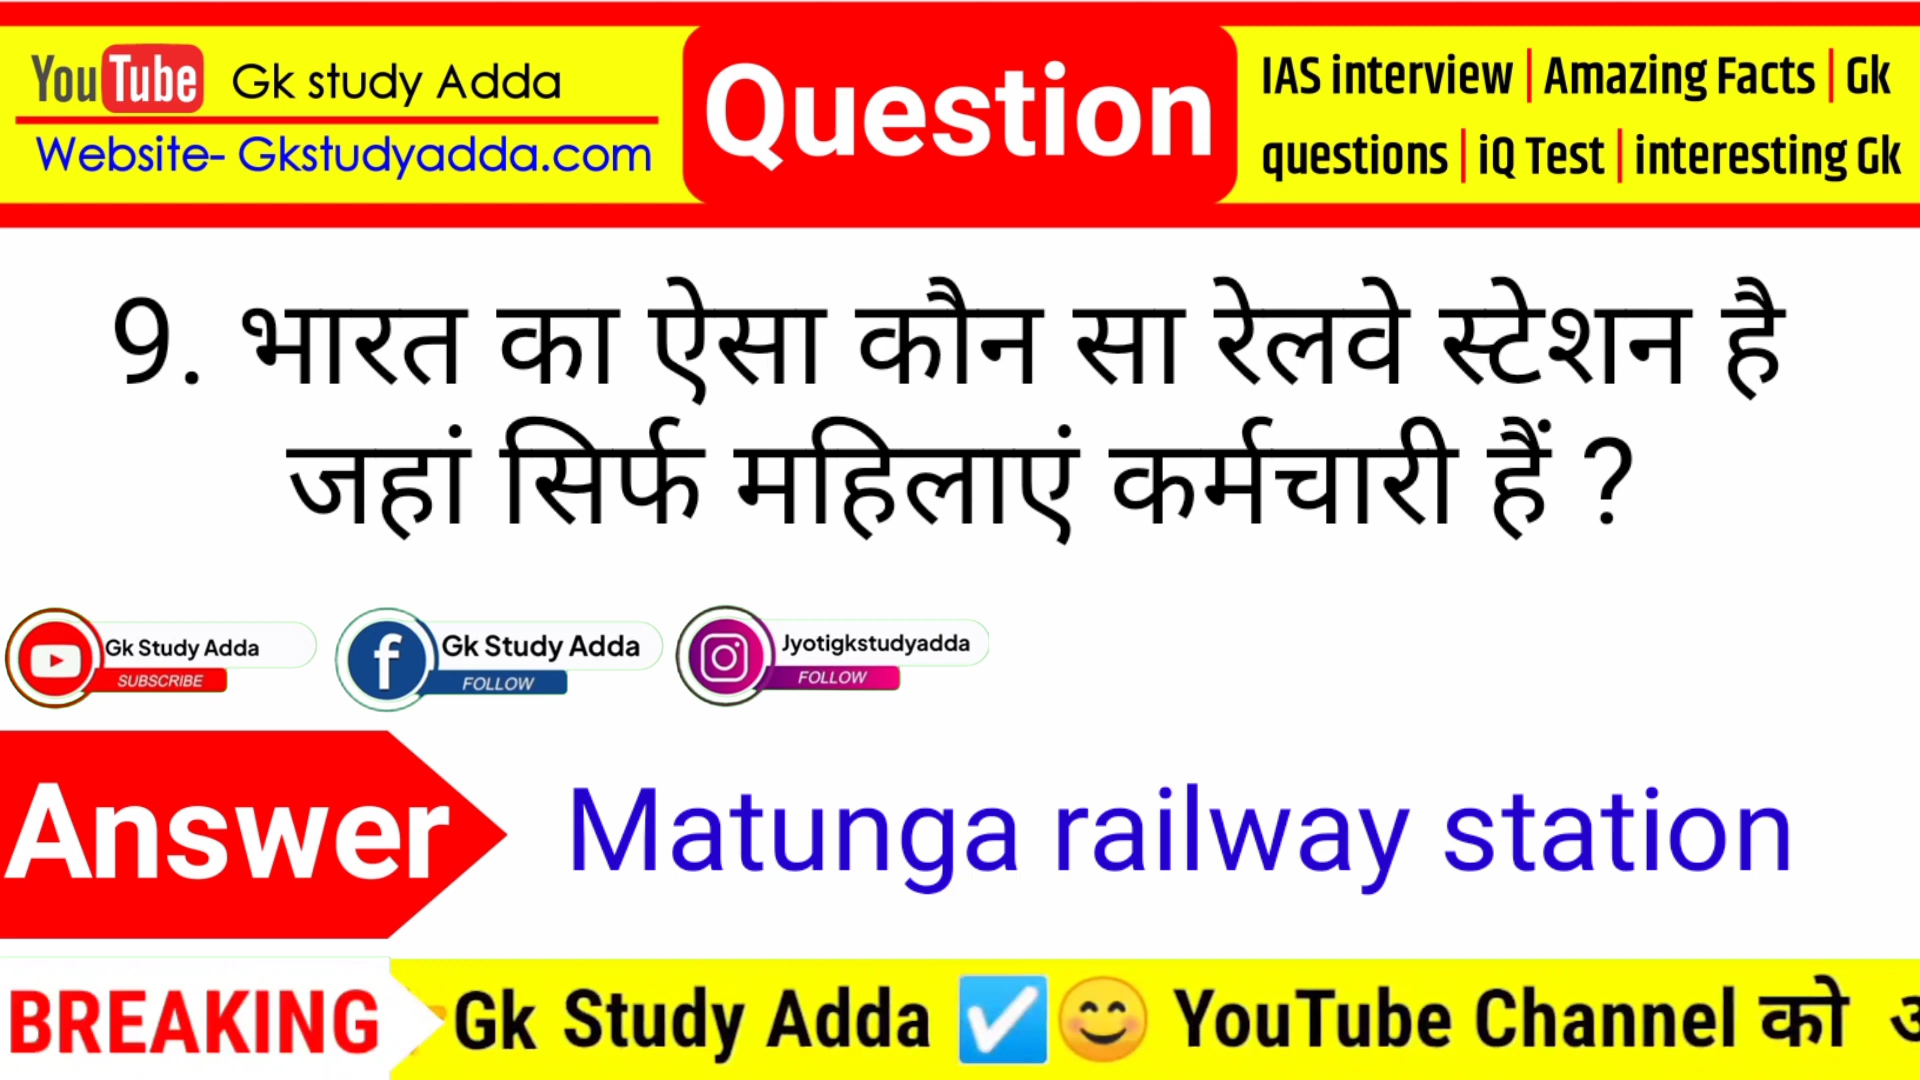 YouTube Gk study Adda
Website- Gkstudyadda.com
Question
IAS interview | Amazing Facts | Gk
questions | iQ Test | interesting Gk
9. भारत का ऐसा कौन सा रेलवे स्टेशन है
जहां सिर्फ महिलाएं कर्मचारी हैं ?
Gk Study Adda
SUBSCRIBE
Gk Study Adda
FOLLOW
Jyotigkstudyadda
FOLLOW
Answer
Matunga railway station
BREAKING
Gk Study Adda ☑️😊 YouTube Channel को